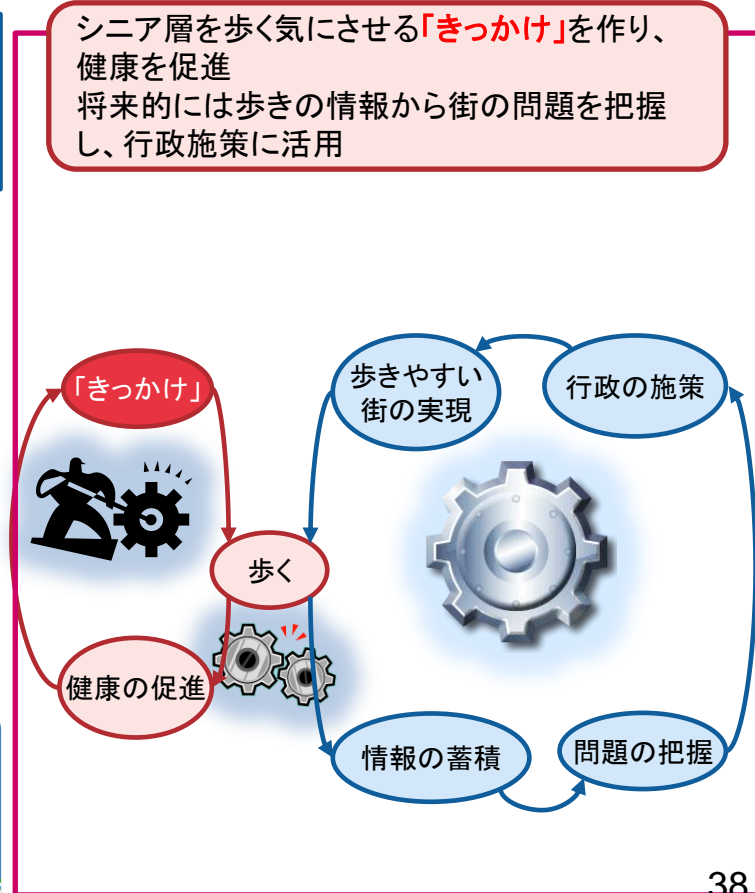 シニア層を歩く気にさせる「きっかけ」を作り、
健康を促進
将来的には歩きの情報から街の問題を把握
し、行政施策に活用
「きっかけ」
歩きやすい
街の実現
行政の施策
歩く
健康の促進
情報の蓄積
問題の把握
38